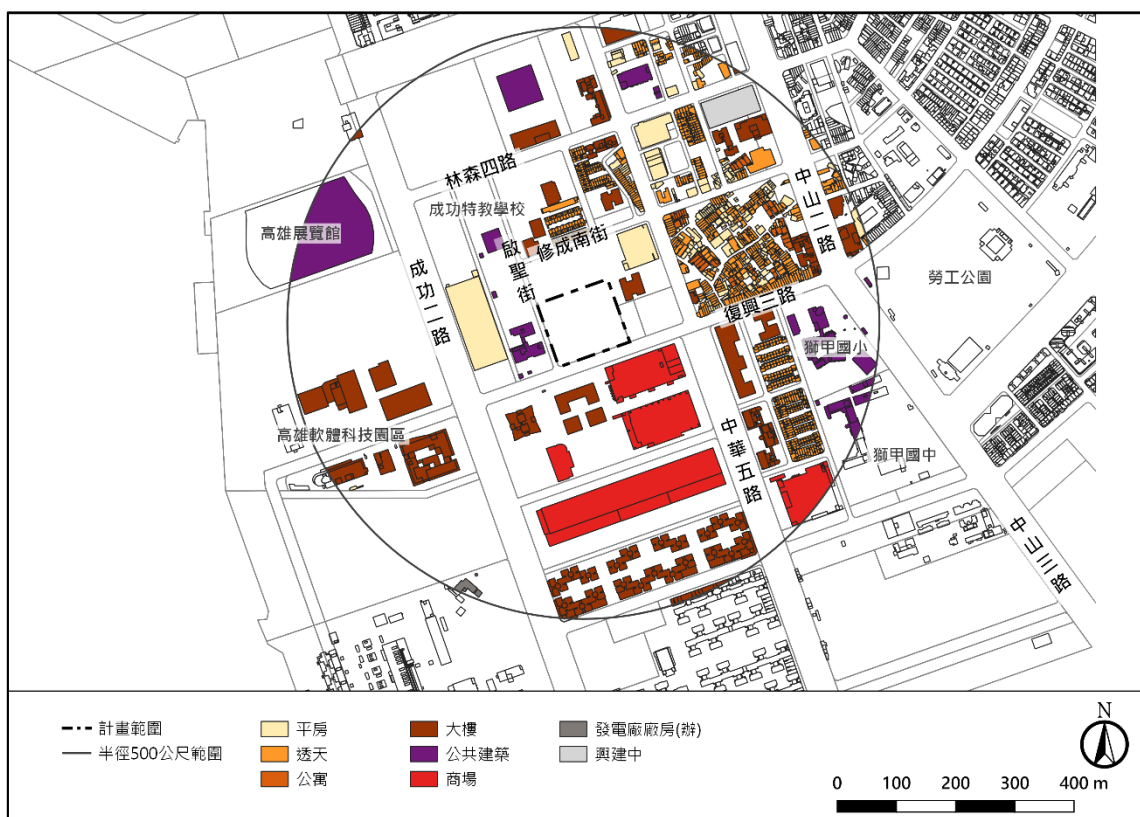 林森四路
成功特教學校
中山二路
高雄展覽館
修成南街
啟聖街
成功二路
勞工公園
復興三路
獅甲國小
高雄軟體科技園區
中華五路
獅甲國中
中山三路
計畫範圍
半徑500公尺範圍
平房
透天
公寓
大樓
公共建築
商場
發電廠廠房(辦)
興建中
N
0 100 200 300 400 m